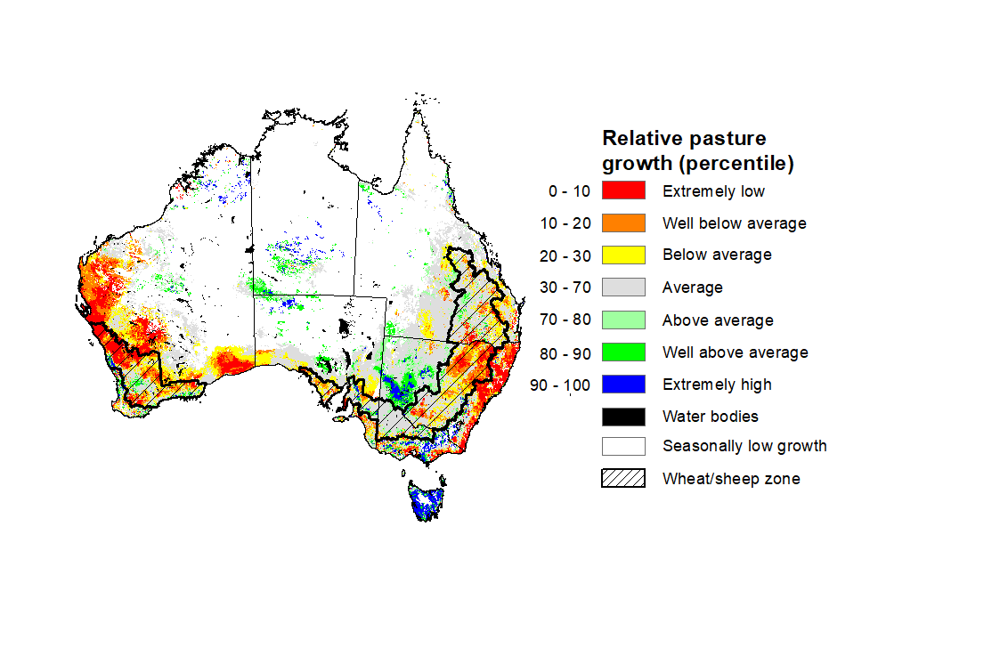 Relative pasture
growth (percentile)
0 - 10 Extremely low
10 - 20 Well below average
20 - 30 Below average
30 - 70 Average
70 - 80 Above average
80 - 90 Well above average
90 - 100 Extremely high
Water bodies
Seasonally low growth
Wheat/sheep zone